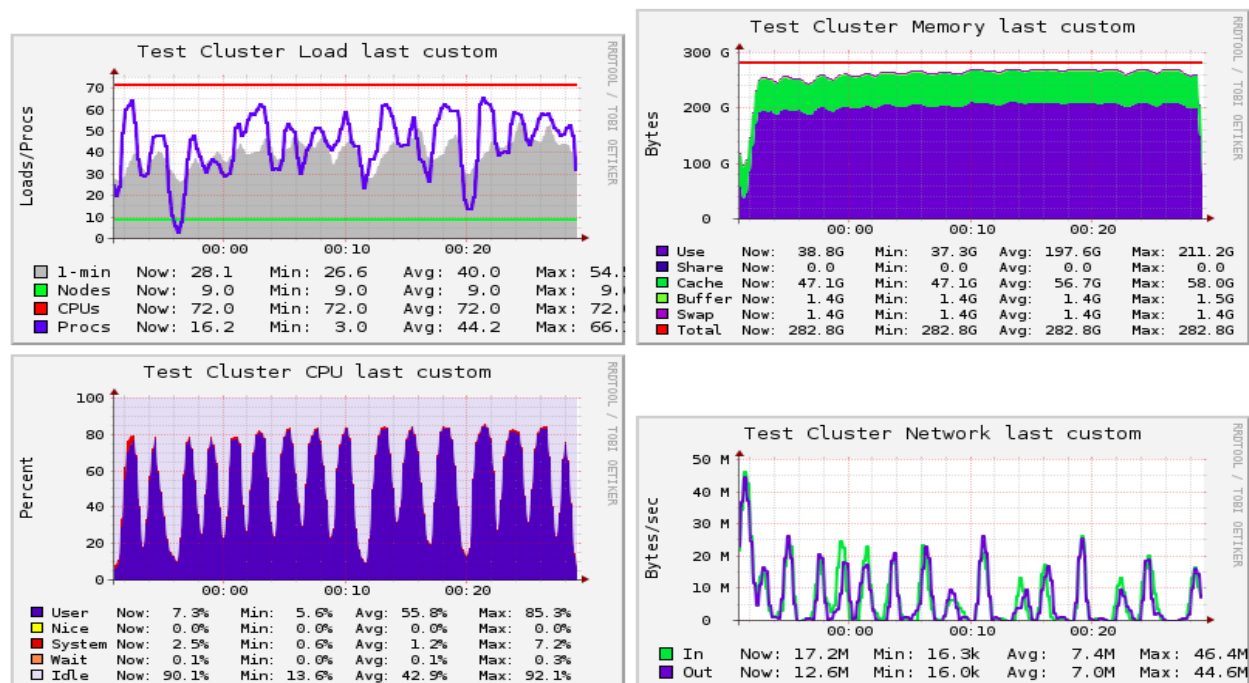 Test Cluster Load last custom
RRDTOOL / TOBI OETIKER
Loads/Procs
70
60
50
40
30
20
10
0
00:00 00:10 00:20
1-min Now: 28.1 Min: 26.6 Avg: 40.0 Max: 54.
Nodes Now: 9.0 Min: 9.0 Avg: 9.0 Max: 9.
CPUs Now: 72.0 Min: 72.0 Avg: 72.0 Max: 72.
Procs Now: 16.2 Min: 3.0 Avg: 44.2 Max: 66.
Test Cluster Memory last custom
RRDTOOL / TOBI OETIKER
Bytes
300 G
200 G
100 G
0
00:00 00:10 00:20
Use Now: 38.8G Min: 37.3G Avg: 197.6G Max: 211.2G
Share Now: 0.0 Min: 0.0 Avg: 0.0 Max: 0.0
Cache Now: 47.1G Min: 47.1G Avg: 56.7G Max: 58.0G
Buffer Now: 1.4G Min: 1.4G Avg: 1.4G Max: 1.5G
Swap Now: 1.4G Min: 1.4G Avg: 1.4G Max: 1.4G
Total Now: 282.8G Min: 282.8G Avg: 282.8G Max: 282.8G
Test Cluster CPU last custom
RRDTOOL / TOBI OETIKER
Percent
100
80
60
40
20
0
00:00 00:10 00:20
User Now: 7.3% Min: 5.6% Avg: 55.8% Max: 85.3%
Nice Now: 0.0% Min: 0.0% Avg: 0.0% Max: 0.0%
System Now: 2.5% Min: 0.6% Avg: 1.2% Max: 7.2%
Wait Now: 0.1% Min: 0.0% Avg: 0.1% Max: 0.3%
Idle Now: 90.1% Min: 13.6% Avg: 42.9% Max: 92.1%
Test Cluster Network last custom
RRDTOOL / TOBI OETIKER
Bytes/sec
50 M
40 M
30 M
20 M
10 M
0
00:00 00:10 00:20
In Now: 17.2M Min: 16.3k Avg: 7.4M Max: 46.4M
Out Now: 12.6M Min: 16.0k Avg: 7.0M Max: 44.6M